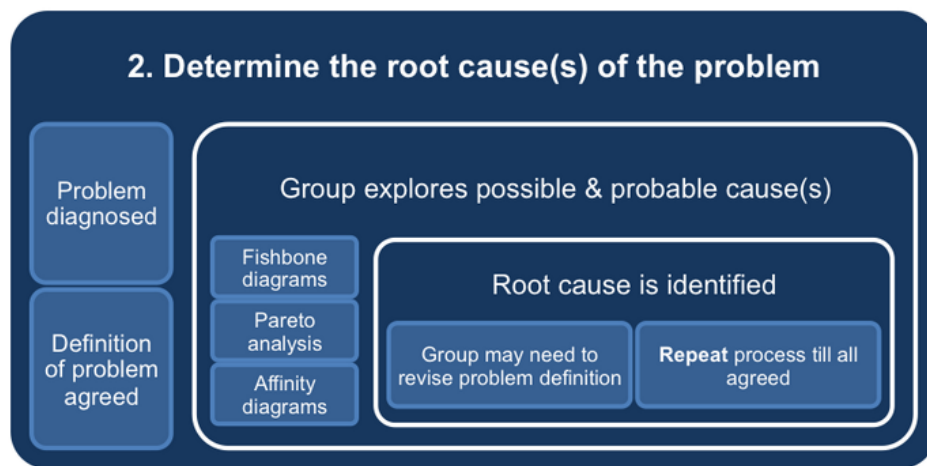 2. Determine the root cause(s) of the problem
Problem
diagnosed
Definition
of problem
agreed
Group explores possible & probable cause(s)
Fishbone
diagrams
Pareto
analysis
Affinity
diagrams
Root cause is identified
Group may need to
revise problem definition
Repeat process till all
agreed